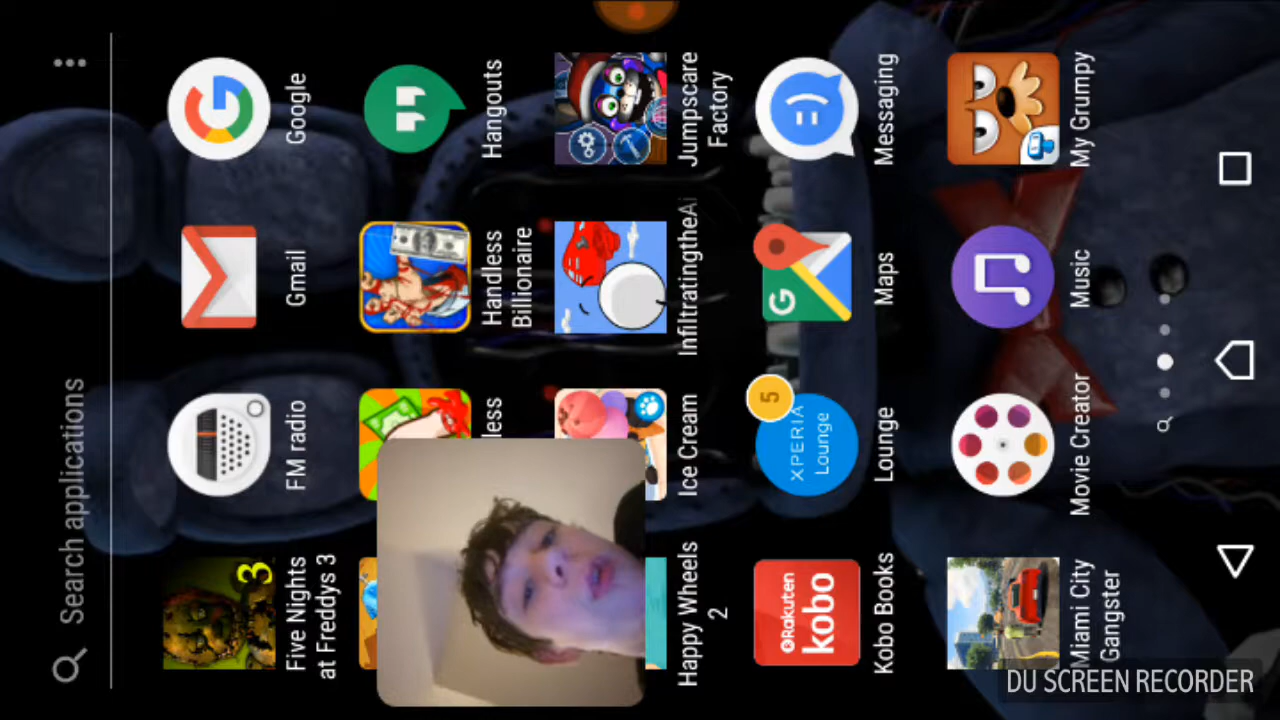 Search applications
Five Nights
at Freddys 3
FM radio
Gmail
Google
less
Handless
Billionaire
Hangouts
Happy Wheels
2
Ice Cream
InfiltratingtheAi
Jumpscare
Factory
Rakuten
kobo
Kobo Books
5
XPERIA
Lounge
Lounge
G
Maps
Messaging
Miami City
Gangster
Movie Creator
Music
My Grumpy
3
DU SCREEN RECORDER